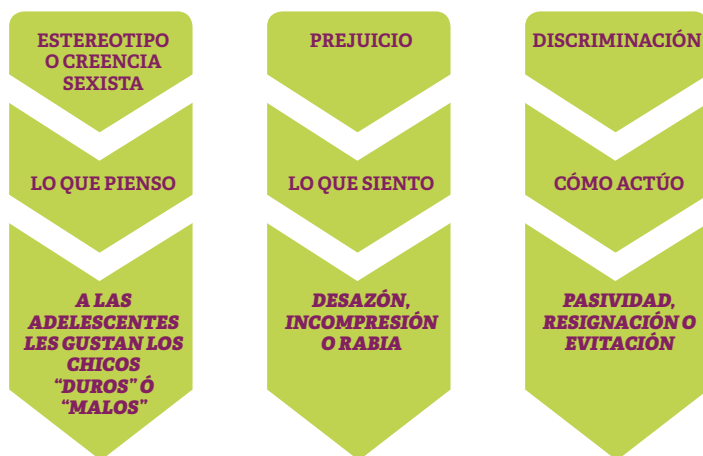 ESTEREOTIPO
O CREENCIA
SEXISTA
LO QUE PIENSO
A LAS
ADELESCENTES
LES GUSTAN LOS
CHICOS
“DUROS” Ó
“MALOS”
PREJUICIO
LO QUE SIENTO
DESAZÓN,
INCOMPRESIÓN
O RABIA
DISCRIMINACIÓN
CÓMO ACTÚO
PASIVIDAD,
RESIGNACIÓN O
EVITACIÓN